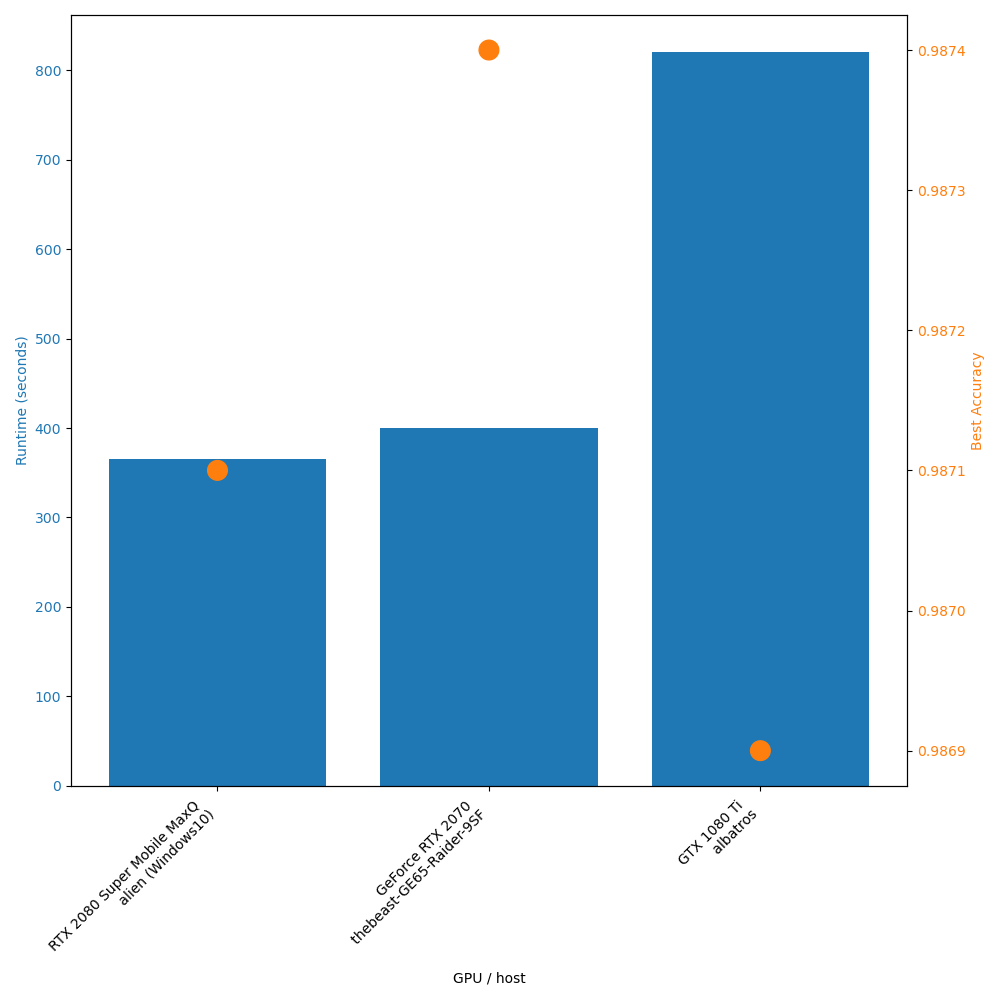 800
700
600
500
400
300
200
100
0
Runtime (seconds)
0.9874
0.9873
0.9872
0.9871
0.9870
0.9869
Best Accuracy
RTX 2080 Super Mobile MaxQ
alien (Windows10)
GeForce RTX 2070
thebeast-GE65-Raider-9SF
GTX 1080 Ti
albatros
GPU / host